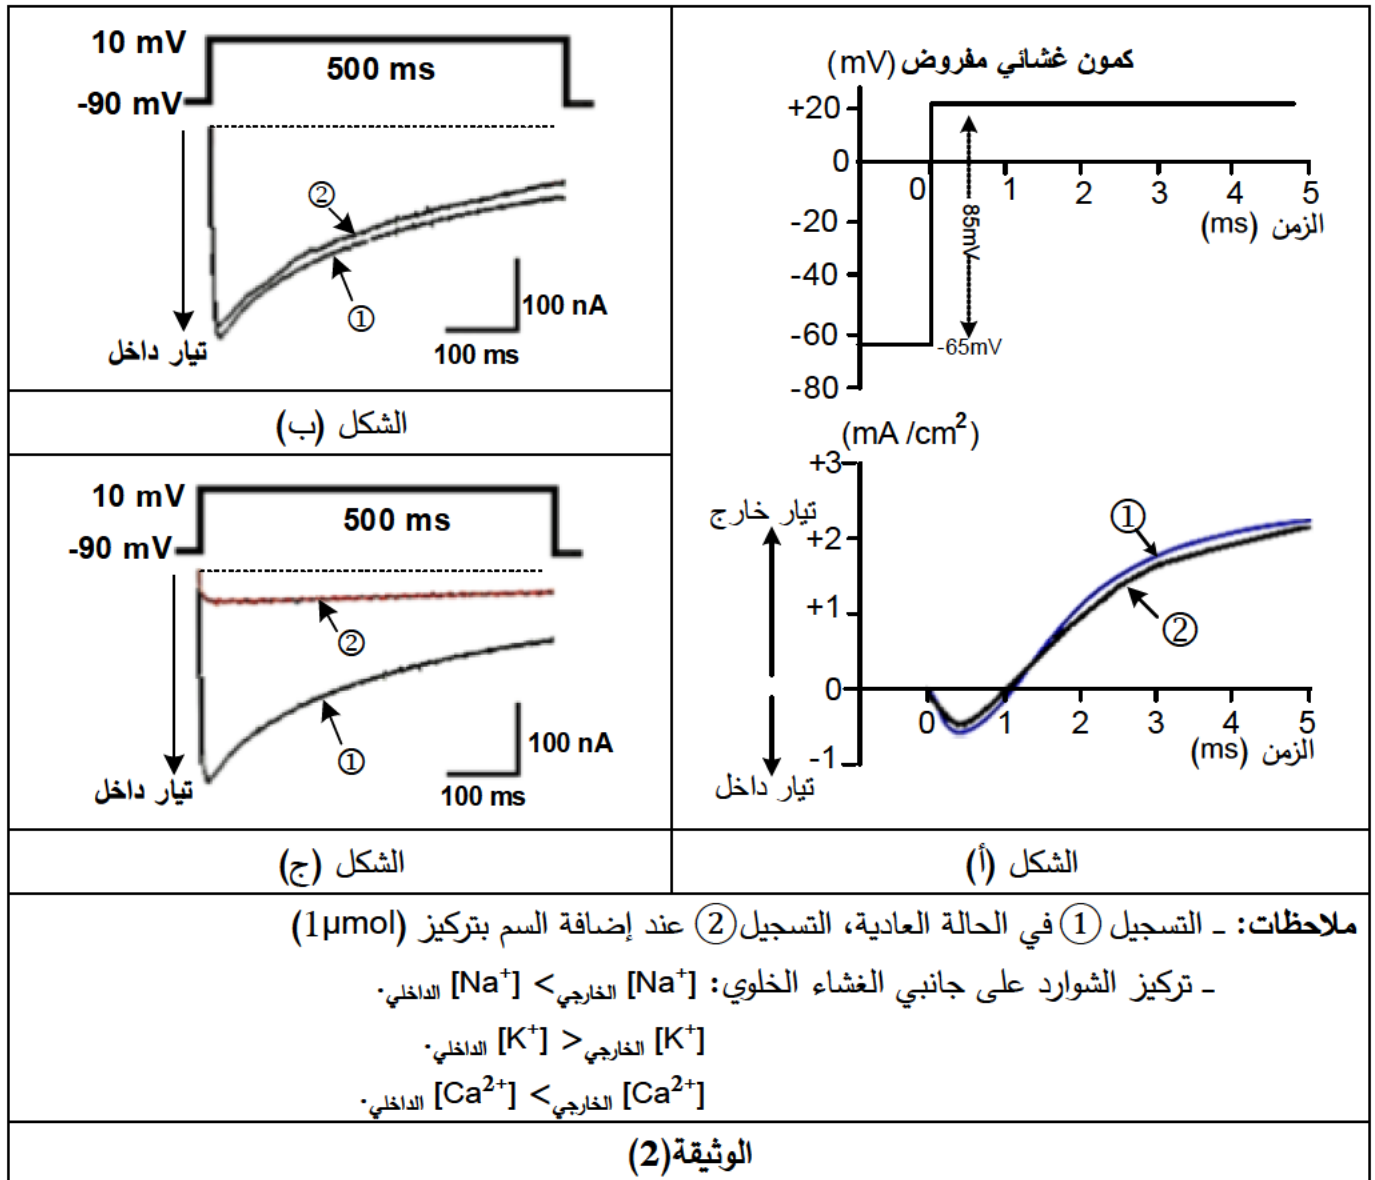 كمون غشائي مفروض (mV)
+20
0
-20
-40
-60
-80
0 1 2 3 4 5
الزمن (ms)
85mV
-65mV
(mA /cm²)
+3
+2
+1
0
-1
تيار خارج
تيار داخل
① 
②
0 1 2 3 4 5
الزمن (ms)
الشكل (أ)
10 mV
500 ms
-90 mV
②
①
100 nA
100 ms
تيار داخل
الشكل (ب)
10 mV
500 ms
-90 mV
②
①
100 nA
100 ms
تيار داخل
الشكل (ج)
ملاحظات: ـ التسجيل ① في الحالة العادية، التسجيل ② عند إضافة السم بتركيز (1µmol)
ـ تركيز الشوارد على جانبي الغشاء الخلوي: [Na⁺] الخارجي > [Na⁺] الداخلي.
[K⁺] الخارجي < [K⁺] الداخلي.
[Ca²⁺] الخارجي > [Ca²⁺] الداخلي.
الوثيقة(2)